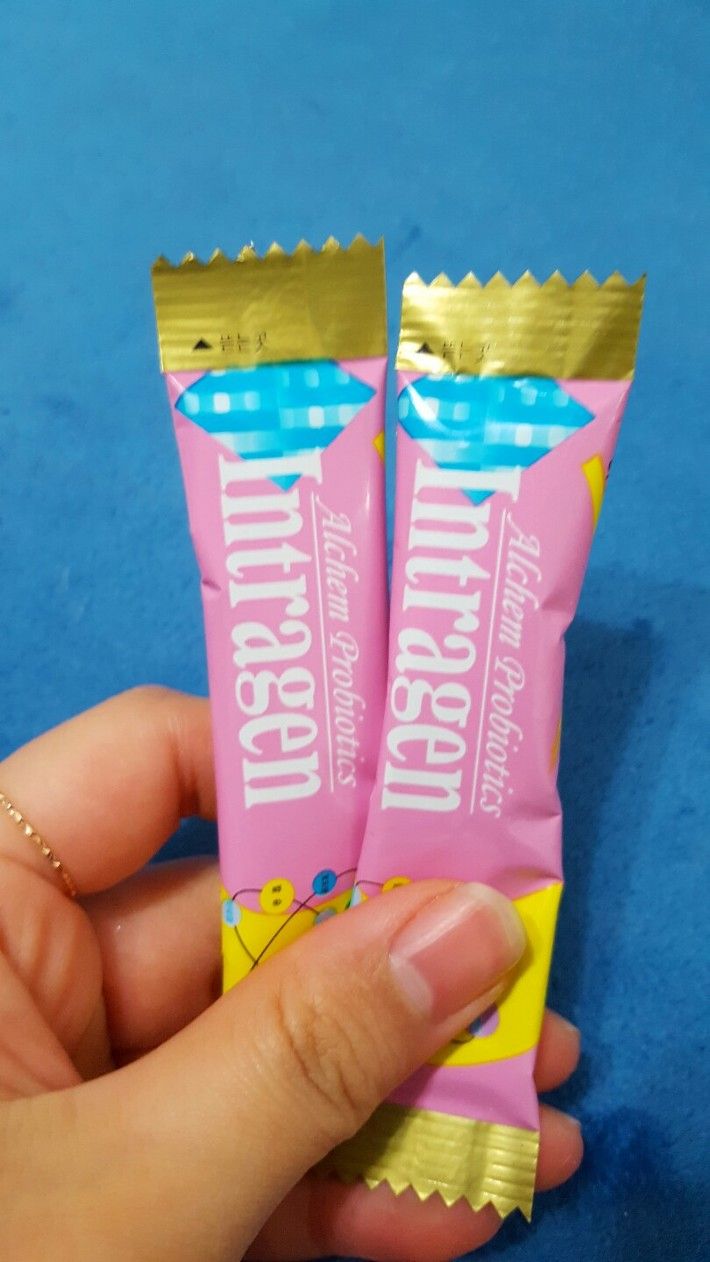 ▲ 뜯는곳
Intragen
Alchem Probiotics
▲ 뜯는곳
Intragen
Alchem Probiotics